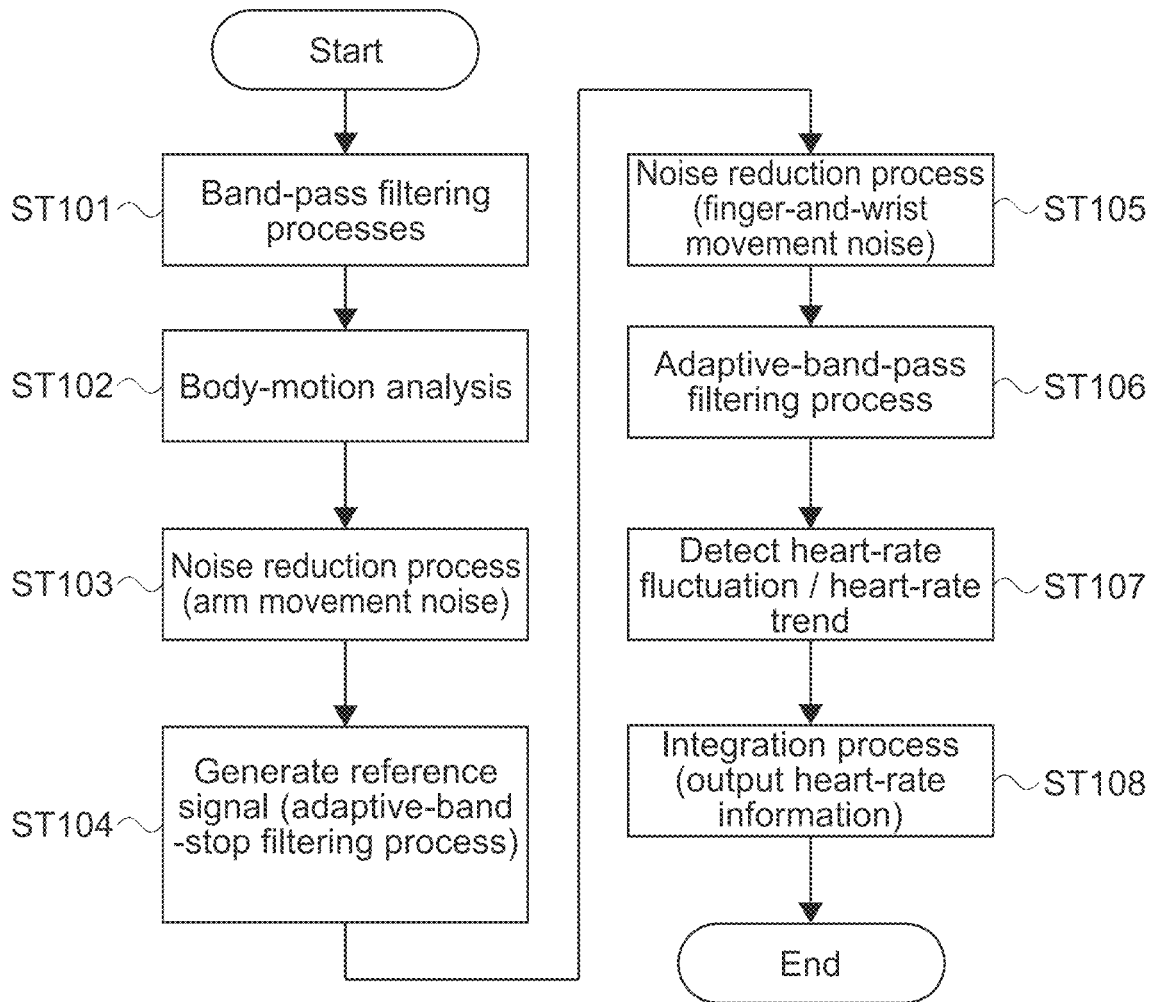 Start
ST101
Band-pass filtering
processes
ST102
Body-motion analysis
ST103
Noise reduction process
(arm movement noise)
ST104
Generate reference
signal (adaptive-band
-stop filtering process)
Noise reduction process
(finger-and-wrist
movement noise)
ST105
Adaptive-band-pass
filtering process
ST106
Detect heart-rate
fluctuation / heart-rate
trend
ST107
Integration process
(output heart-rate
information)
ST108
End